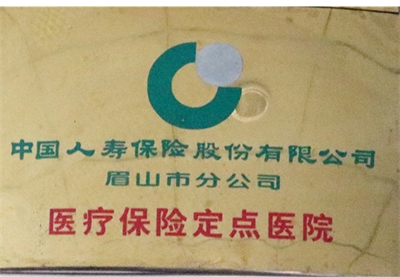 中国人寿保险股份有限公司
眉山市分公司
医疗保险定点医院